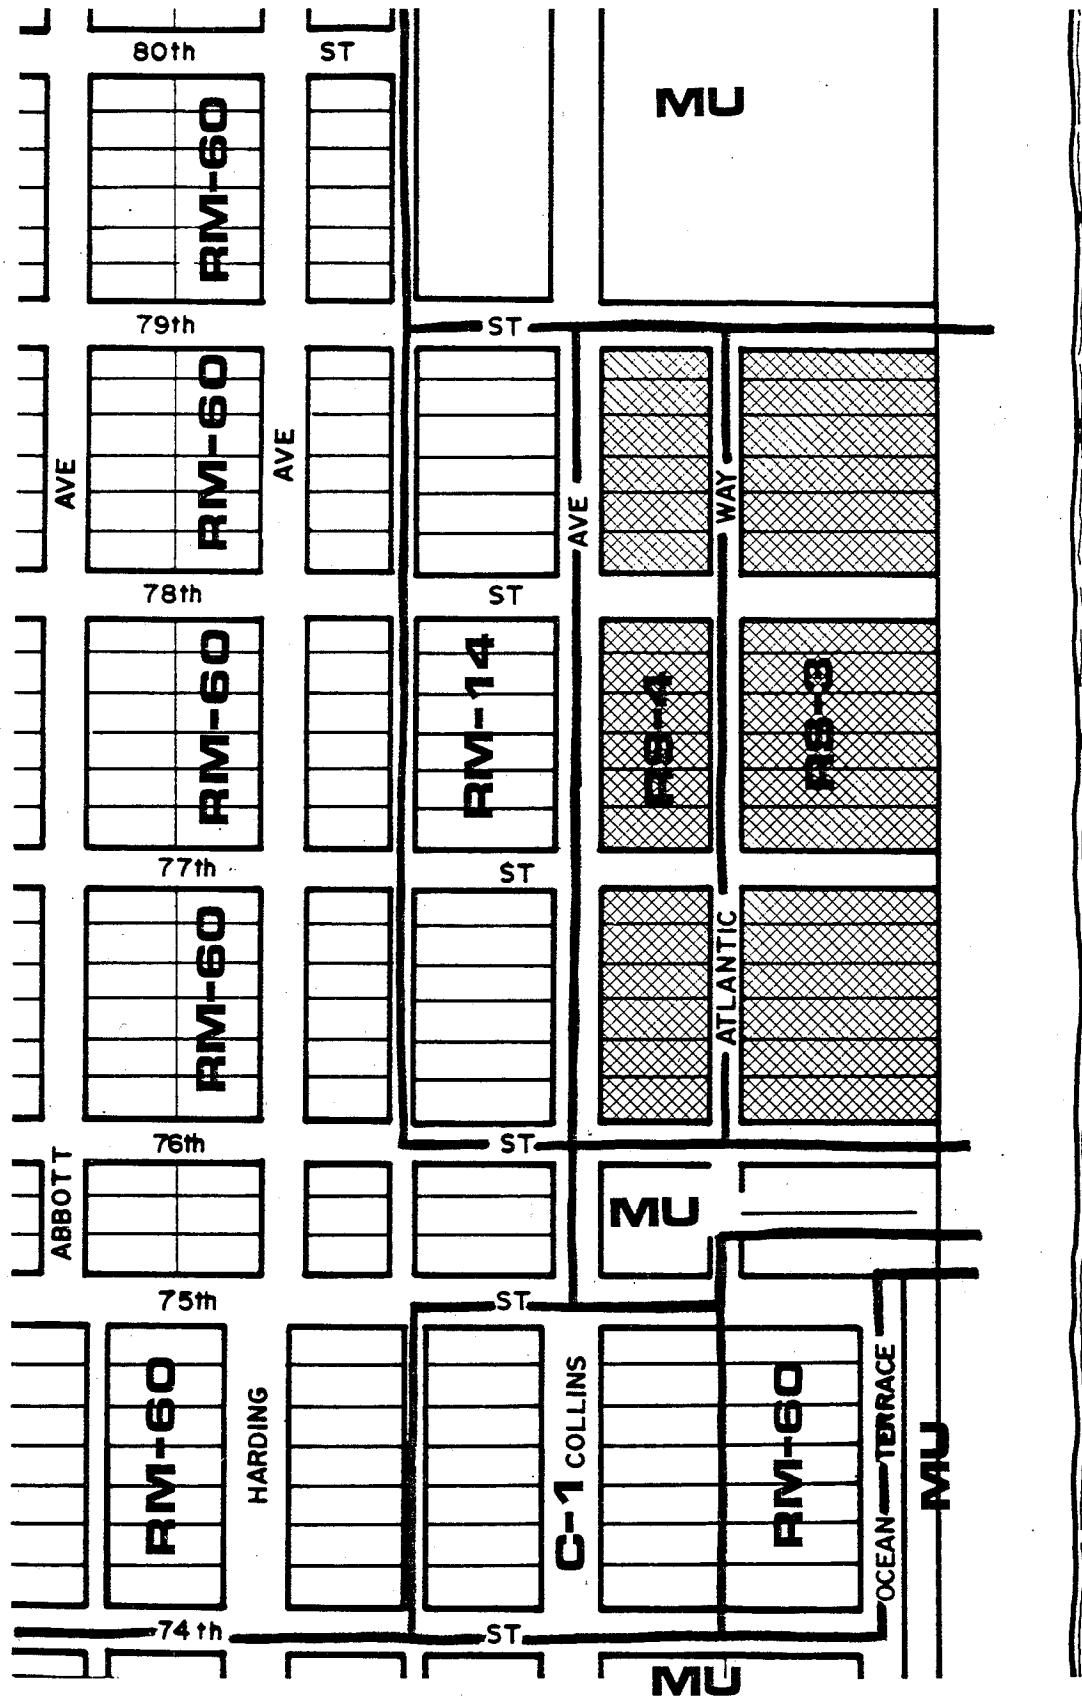 80th ST
MU
RM-60
79th ST
RM-60
AVE
AVE
AVE
WAY
78th ST
RM-60
RM-14
RS-4
RS-3
77th ST
RM-60
ATLANTIC
76th ST
ABBOTT
MU
75th ST
RM-60
HARDING
C-1
COLLINS
RM-60
OCEAN TERRACE
MU
74th ST
MU